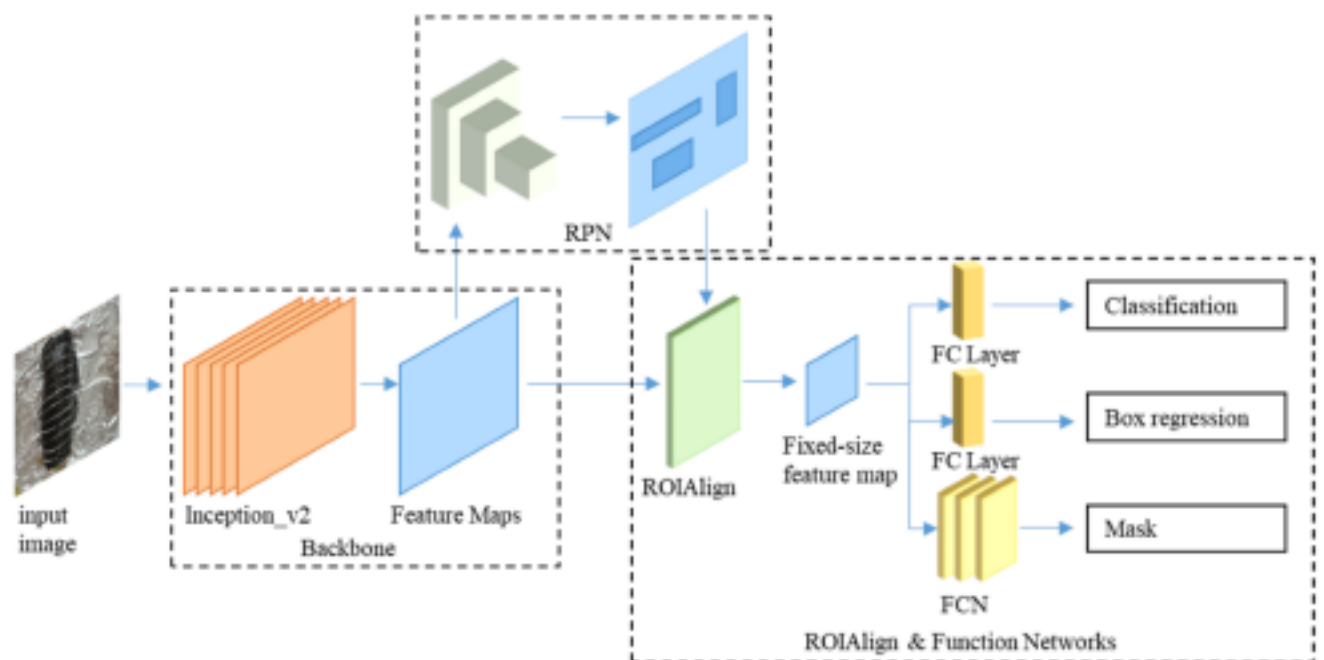 RPN
input
image
Inception_v2
Feature Maps
Backbone
ROIAlign
Fixed-size
feature map
FC Layer
Classification
FC Layer
Box regression
FCN
Mask
ROIAlign & Function Networks